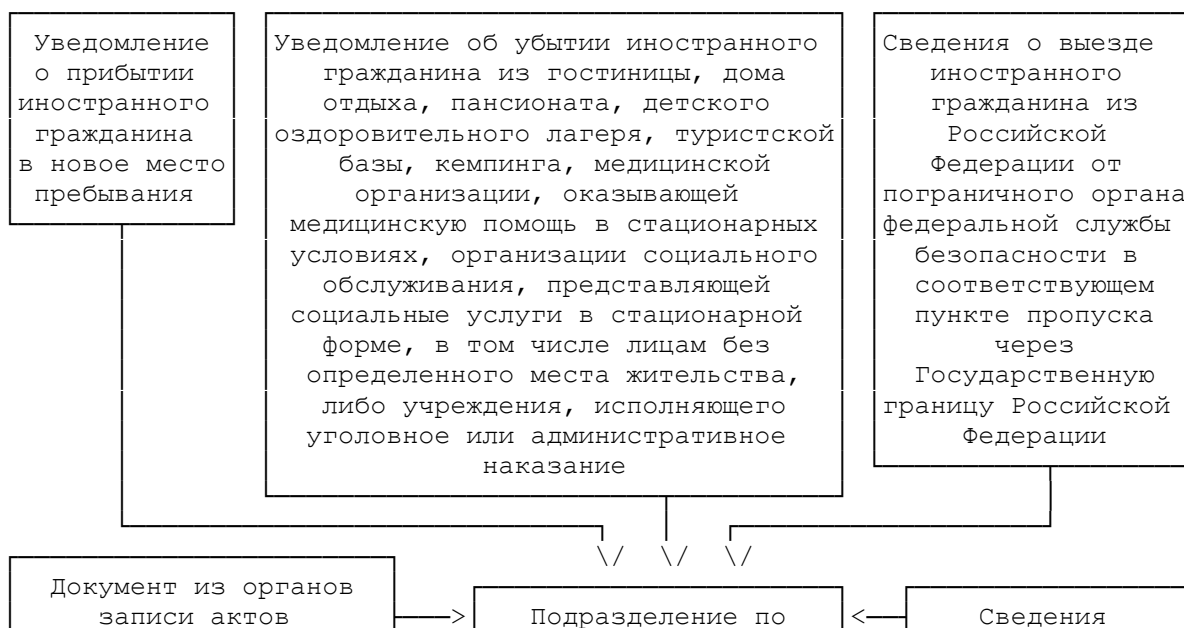 Уведомление
о прибытии
иностранного
гражданина
в новое место
пребывания
Уведомление об убытии иностранного
гражданина из гостиницы, дома
отдыха, пансионата, детского
оздоровительного лагеря, туристской
базы, кемпинга, медицинской
организации, оказывающей
медицинскую помощь в стационарных
условиях, организации социального
обслуживания, представляющей
социальные услуги в стационарной
форме, в том числе лицам без
определенного места жительства,
либо учреждения, исполняющего
уголовное или административное
наказание
Сведения о выезде
иностранного
гражданина из
Российской
Федерации от
пограничного органа
федеральной службы
безопасности в
соответствующем
пункте пропуска
через
Государственную
границу Российской
Федерации
Документ из органов
записи актов
Подразделение по
Сведения